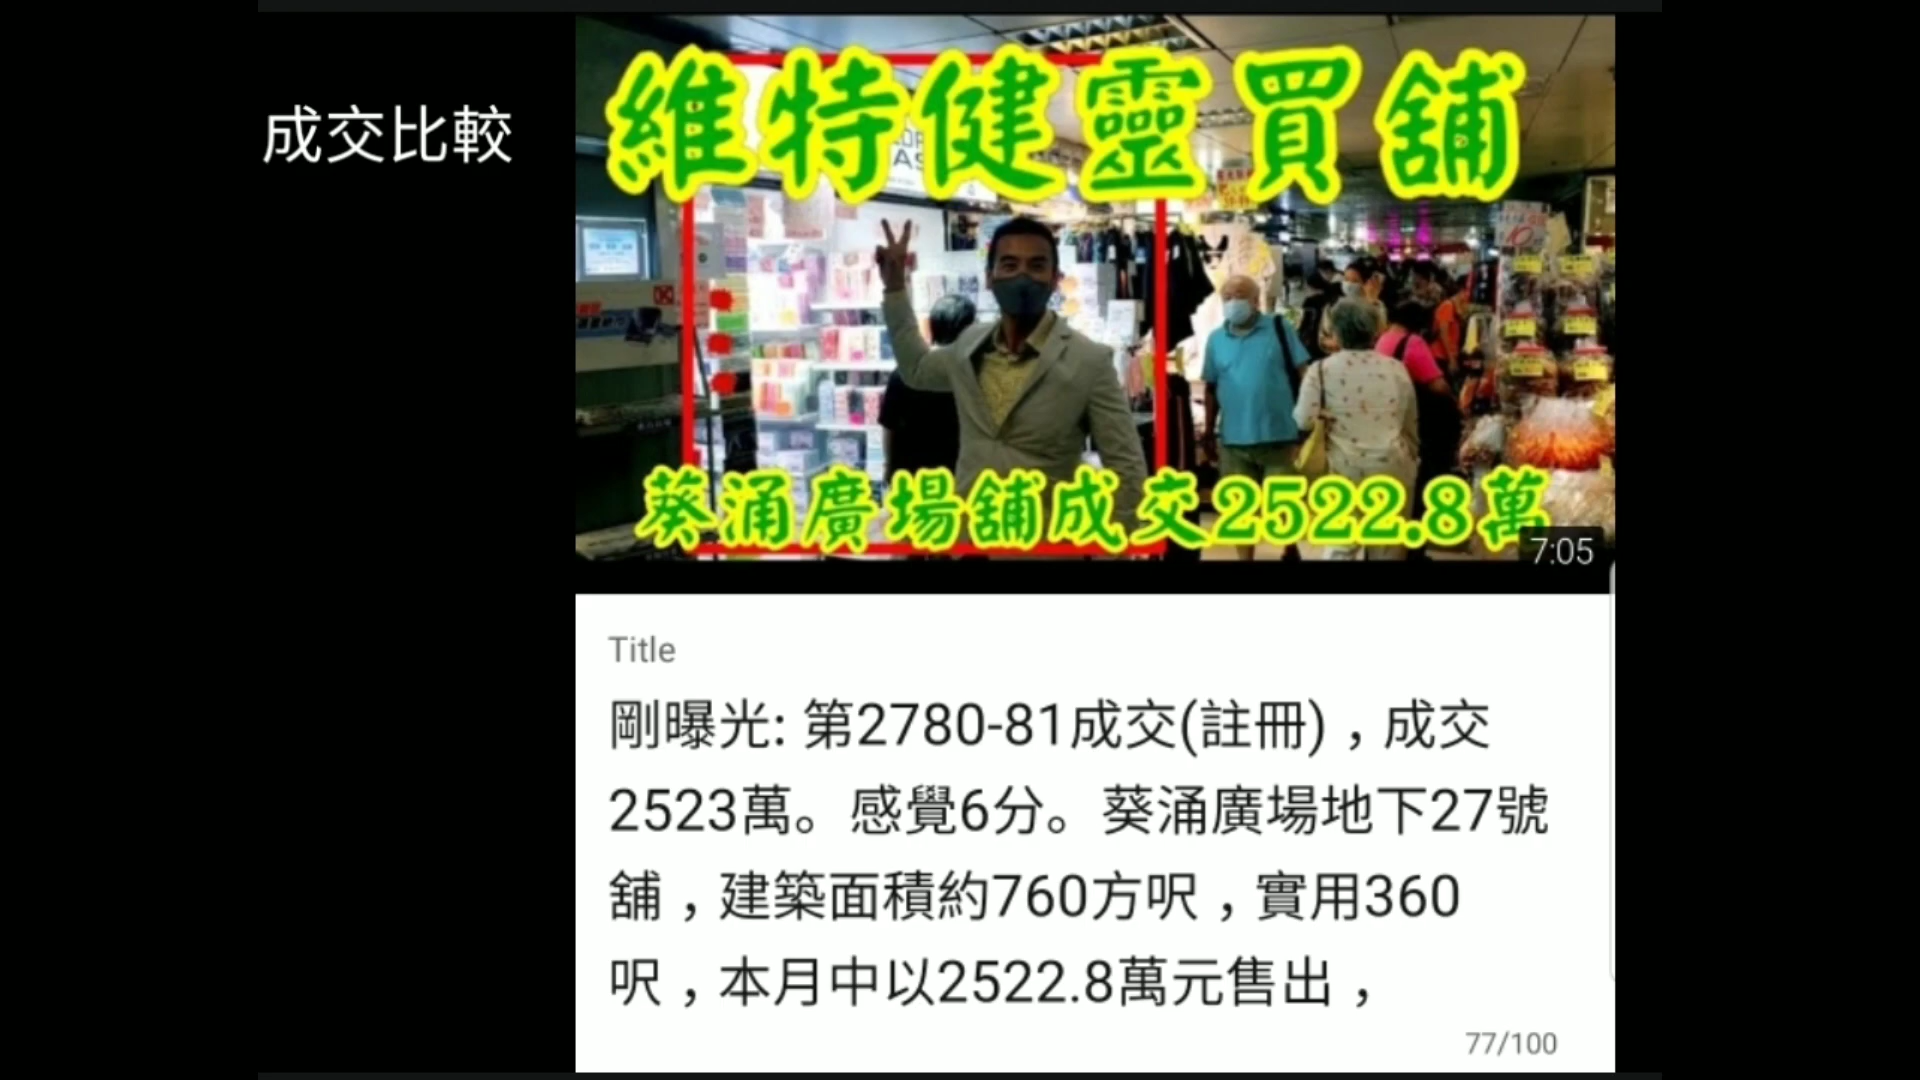 成交比較
維特健靈買舖
葵涌廣場舖成交2522.8萬
7:05
Title
剛曝光: 第2780-81成交(註冊)，成交
2523萬。感覺6分。葵涌廣場地下27號
舖，建築面積約760方呎，實用360
呎，本月中以2522.8萬元售出，
77/100